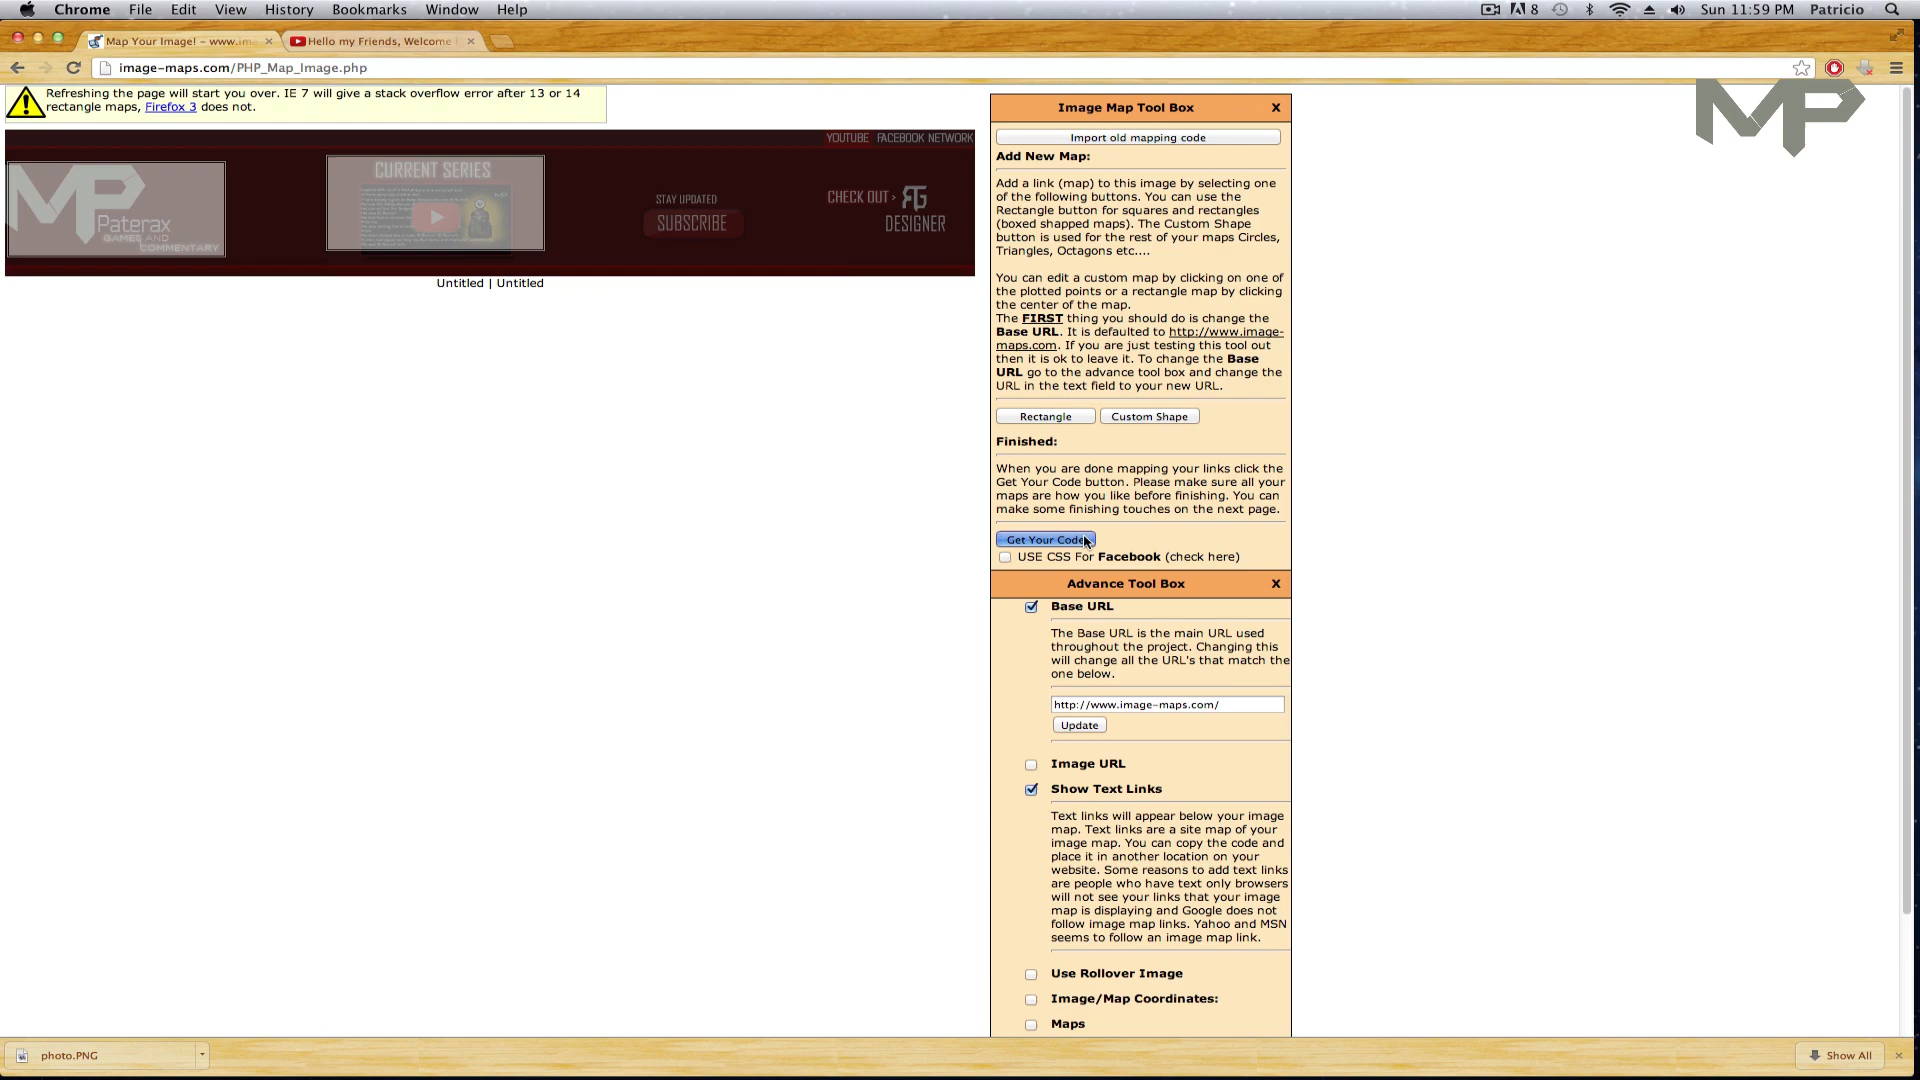 Chrome File Edit View History Bookmarks Window Help
8 Sun 11:59 PM Patricio
Map Your Image! – www.im
Hello my Friends, Welcome
image-maps.com/PHP_Map_Image.php
Refreshing the page will start you over. IE 7 will give a stack overflow error after 13 or 14
rectangle maps, Firefox 3 does not.
MP
YOUTUBE FACEBOOK NETWORK
MP
Paterax
GAMES AND
COMMENTARY
CURRENT SERIES
STAY UPDATED
SUBSCRIBE
CHECK OUT >
DESIGNER
Untitled | Untitled
Image Map Tool Box X
Import old mapping code
Add New Map:
Add a link (map) to this image by selecting one
of the following buttons. You can use the
Rectangle button for squares and rectangles
(boxed shapped maps). The Custom Shape
button is used for the rest of your maps Circles,
Triangles, Octagons etc....
You can edit a custom map by clicking on one of
the plotted points or a rectangle map by clicking
the center of the map.
The FIRST thing you should do is change the
Base URL. It is defaulted to http://www.image-
maps.com. If you are just testing this tool out
then it is ok to leave it. To change the Base
URL go to the advance tool box and change the
URL in the text field to your new URL.
Rectangle Custom Shape
Finished:
When you are done mapping your links click the
Get Your Code button. Please make sure all your
maps are how you like before finishing. You can
make some finishing touches on the next page.
Get Your Code
USE CSS For Facebook (check here)
Advance Tool Box X
Base URL
The Base URL is the main URL used
throughout the project. Changing this
will change all the URL's that match the
one below.
http://www.image-maps.com/
Update
Image URL
Show Text Links
Text links will appear below your image
map. Text links are a site map of your
image map. You can copy the code and
place it in another location on your
website. Some reasons to add text links
are people who have text only browsers
will not see your links that your image
map is displaying and Google does not
follow image map links. Yahoo and MSN
seems to follow an image map link.
Use Rollover Image
Image/Map Coordinates:
Maps
photo.PNG
Show All